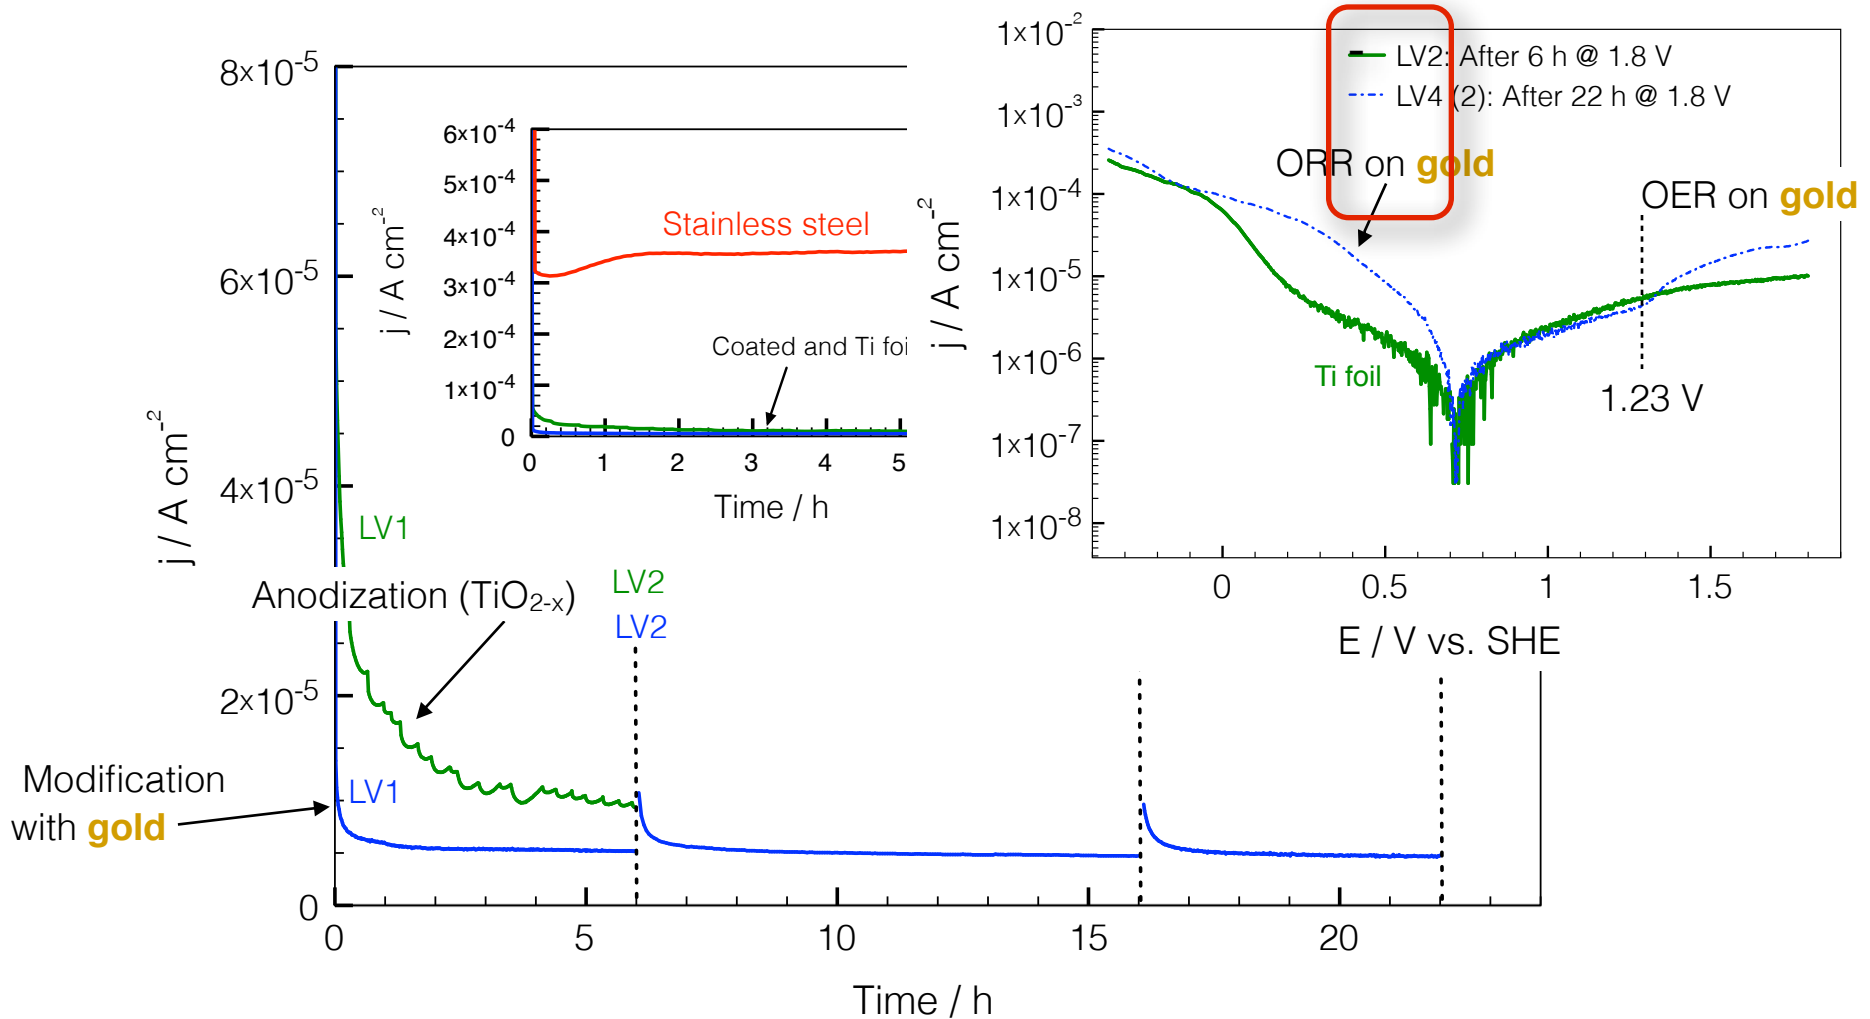 8x10⁻⁵
6x10⁻⁵
4x10⁻⁵
2x10⁻⁵
0
j / A cm⁻²
0
5
10
15
20
Time / h
LV1
Anodization (TiO₂₋ₓ)
LV2
LV2
Modification
with gold
LV1
6x10⁻⁴
5x10⁻⁴
4x10⁻⁴
3x10⁻⁴
2x10⁻⁴
1x10⁻⁴
0
j / A cm⁻²
Stainless steel
Coated and Ti foi
0
1
2
3
4
5
Time / h
1x10⁻²
1x10⁻³
1x10⁻⁴
1x10⁻⁵
1x10⁻⁶
1x10⁻⁷
1x10⁻⁸
j / A cm⁻²
LV2: After 6 h @ 1.8 V
LV4 (2): After 22 h @ 1.8 V
ORR on gold
OER on gold
Ti foil
1.23 V
0
0.5
1
1.5
E / V vs. SHE